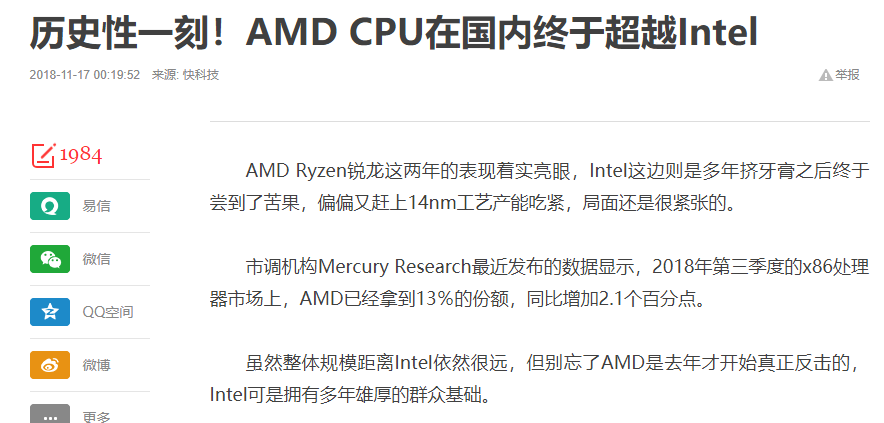 历史性一刻！AMD CPU在国内终于超越Intel
2018-11-17 00:19:52 来源: 快科技
举报
1984
易信
微信
QQ空间
微博
更多
AMD Ryzen锐龙这两年的表现着实亮眼，Intel这边则是多年挤牙膏之后终于
尝到了苦果，偏偏又赶上14nm工艺产能吃紧，局面还是很紧张的。
市调机构Mercury Research最近发布的数据显示，2018年第三季度的x86处理
器市场上，AMD已经拿到13%的份额，同比增加2.1个百分点。
虽然整体规模距离Intel依然很远，但别忘了AMD是去年才开始真正反击的，
Intel可是拥有多年雄厚的群众基础。